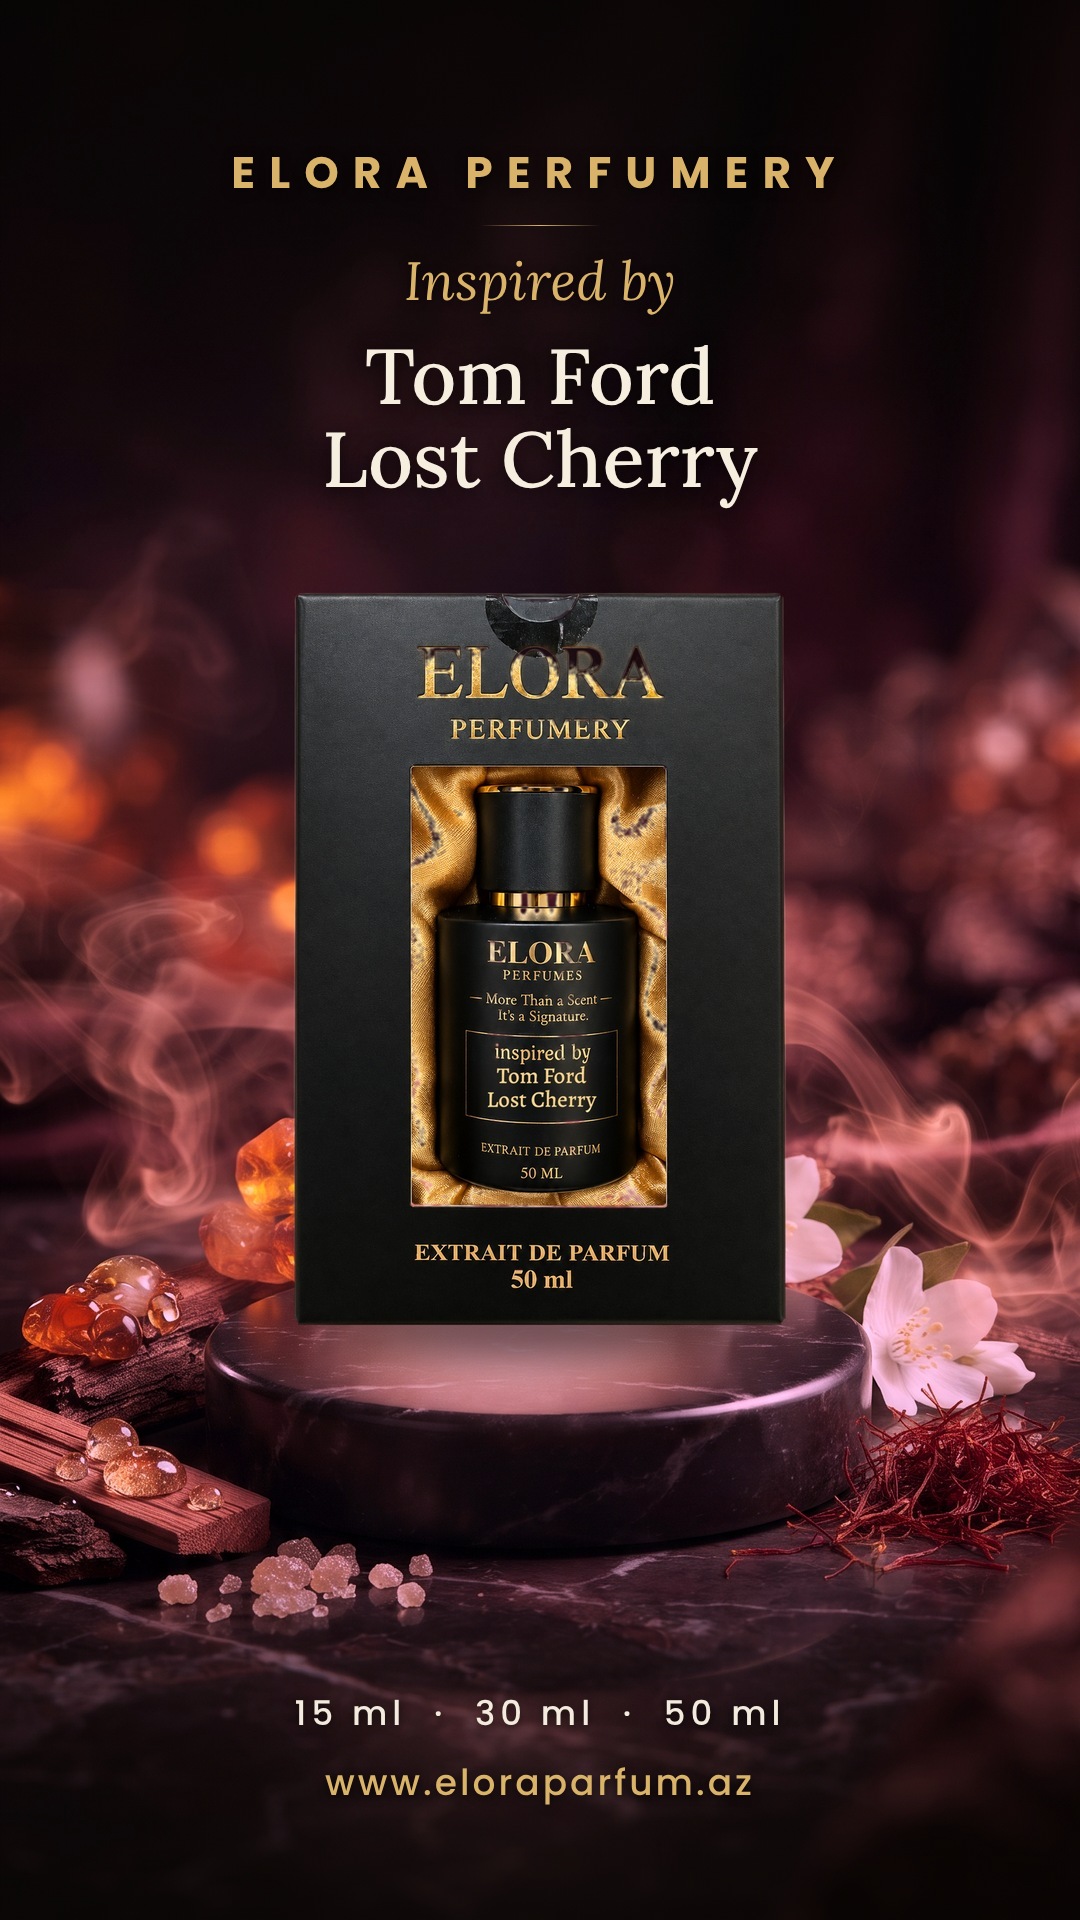 ELORA PERFUMERY
Inspired by
Tom Ford
Lost Cherry
ELORA
PERFUMERY
ELORA
PERFUMES
More Than a Scent
It's a Signature.
inspired by
Tom Ford
Lost Cherry
EXTRAIT DE PARFUM
50 ML
EXTRAIT DE PARFUM
50 ml
15 ml · 30 ml · 50 ml
www.eloraparfum.az